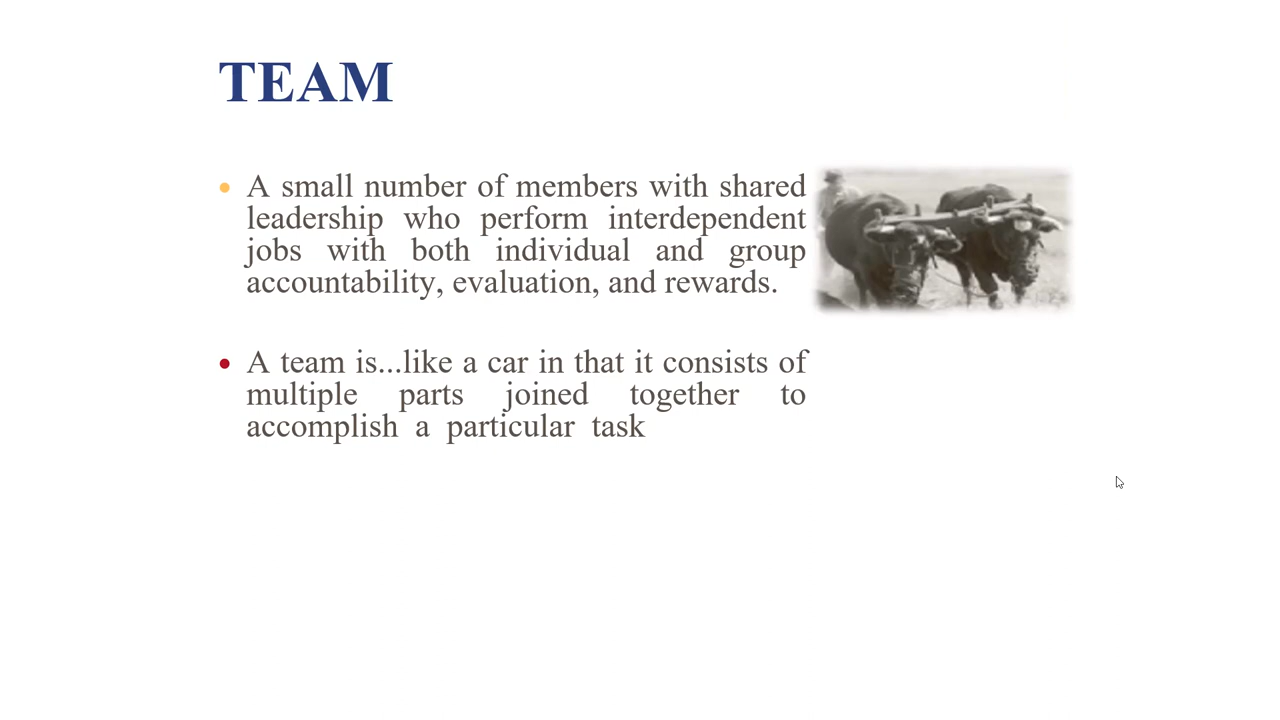 TEAM
A small number of members with shared
leadership who perform interdependent
jobs with both individual and group
accountability, evaluation, and rewards.
A team is...like a car in that it consists of
multiple parts joined together to
accomplish a particular task